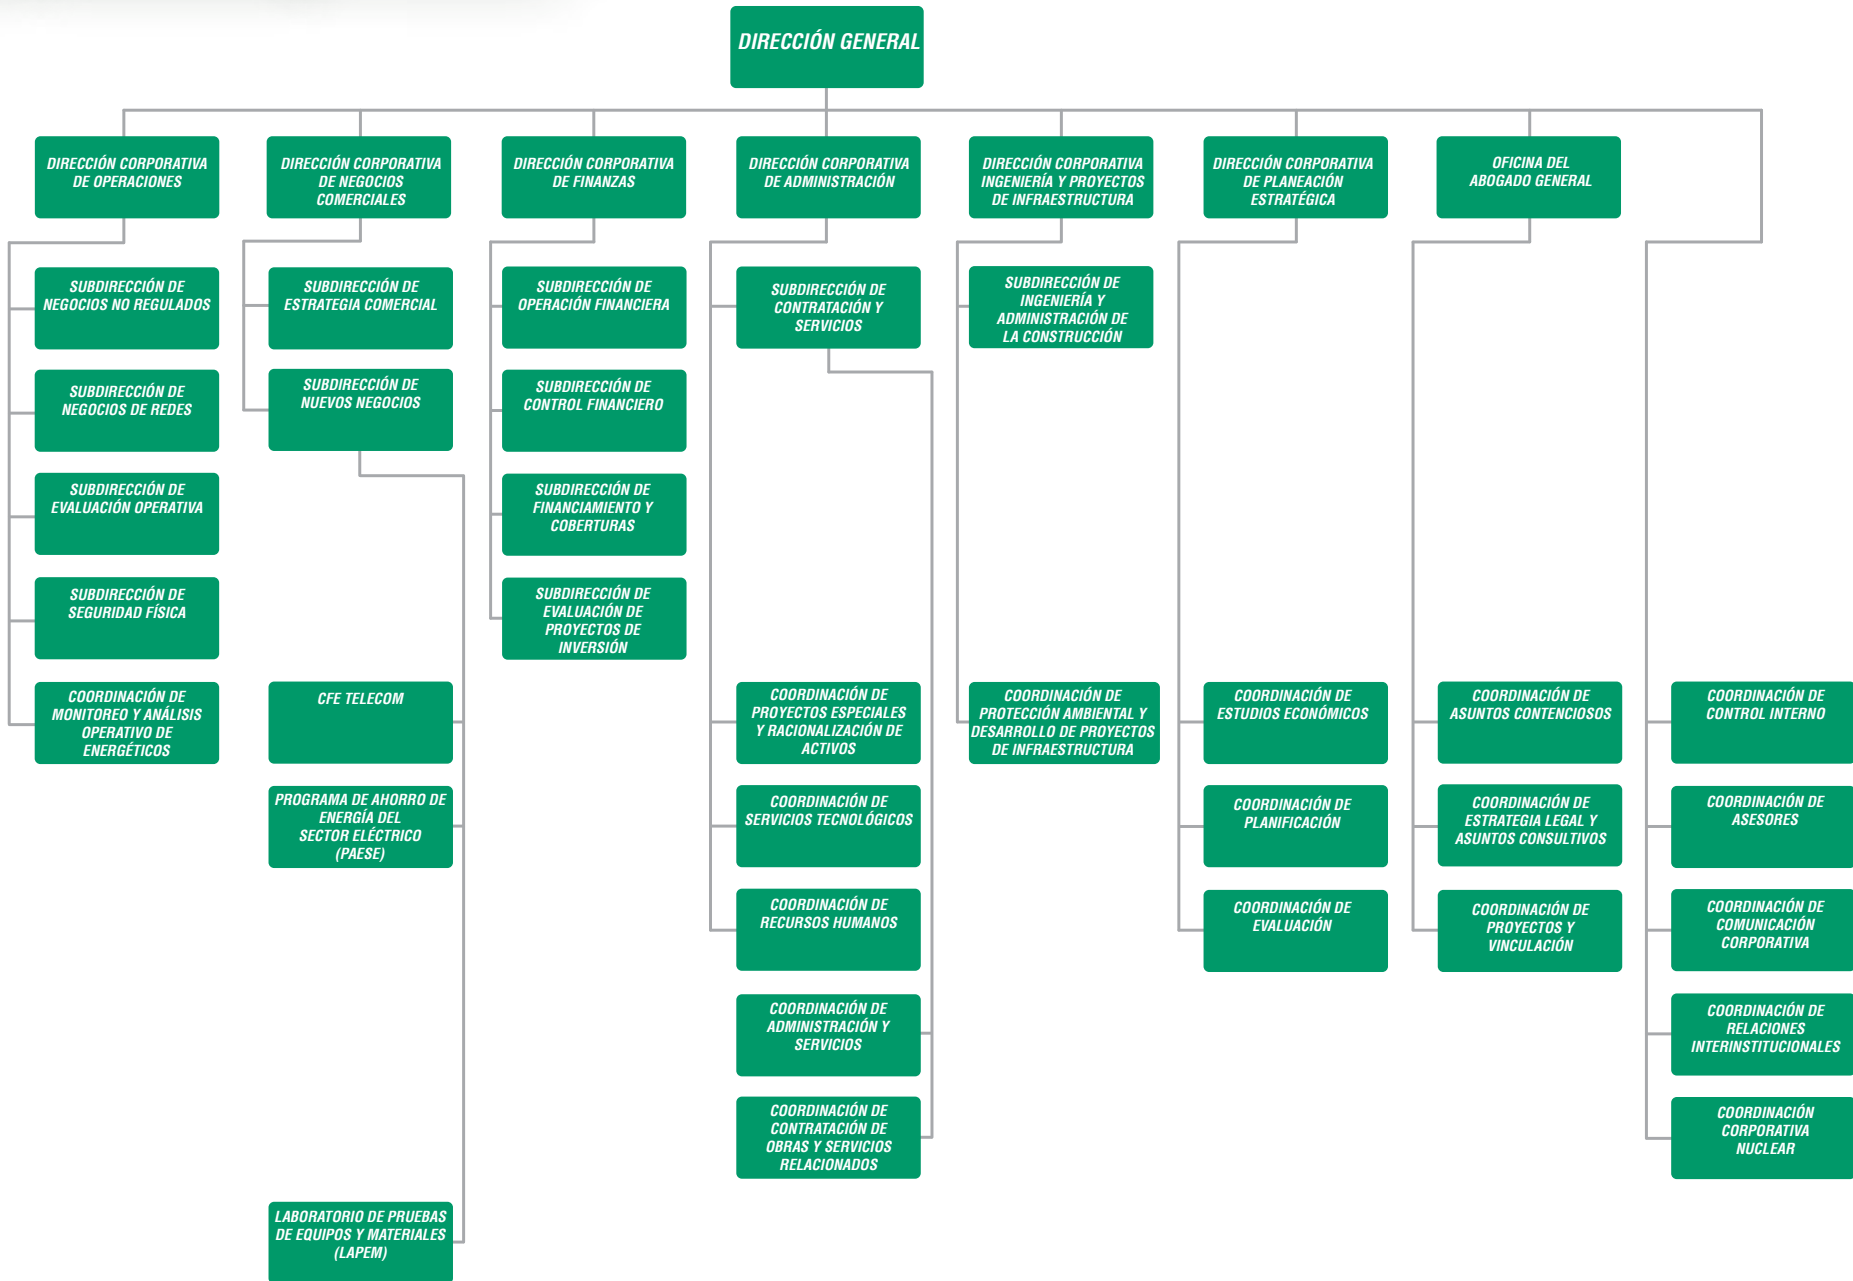 DIRECCIÓN GENERAL
DIRECCIÓN CORPORATIVA
DE OPERACIONES
DIRECCIÓN CORPORATIVA
DE NEGOCIOS
COMERCIALES
DIRECCIÓN CORPORATIVA
DE FINANZAS
DIRECCIÓN CORPORATIVA
DE ADMINISTRACIÓN
DIRECCIÓN CORPORATIVA
INGENIERÍA Y PROYECTOS
DE INFRAESTRUCTURA
DIRECCIÓN CORPORATIVA
DE PLANEACIÓN
ESTRATÉGICA
OFICINA DEL
ABOGADO GENERAL
SUBDIRECCIÓN DE
NEGOCIOS NO REGULADOS
SUBDIRECCIÓN DE
ESTRATEGIA COMERCIAL
SUBDIRECCIÓN DE
OPERACIÓN FINANCIERA
SUBDIRECCIÓN DE
CONTRATACIÓN Y
SERVICIOS
SUBDIRECCIÓN DE
INGENIERÍA Y
ADMINISTRACIÓN DE
LA CONSTRUCCIÓN
SUBDIRECCIÓN DE
NEGOCIOS DE REDES
SUBDIRECCIÓN DE
NUEVOS NEGOCIOS
SUBDIRECCIÓN DE
CONTROL FINANCIERO
SUBDIRECCIÓN DE
EVALUACIÓN OPERATIVA
SUBDIRECCIÓN DE
FINANCIAMIENTO Y
COBERTURAS
SUBDIRECCIÓN DE
SEGURIDAD FÍSICA
SUBDIRECCIÓN DE
EVALUACIÓN DE
PROYECTOS DE
INVERSIÓN
COORDINACIÓN DE
MONITOREO Y ANÁLISIS
OPERATIVO DE
ENERGÉTICOS
CFE TELECOM
COORDINACIÓN DE
PROYECTOS ESPECIALES
Y RACIONALIZACIÓN DE
ACTIVOS
COORDINACIÓN DE
PROTECCIÓN AMBIENTAL Y
DESARROLLO DE PROYECTOS
DE INFRAESTRUCTURA
COORDINACIÓN DE
ESTUDIOS ECONÓMICOS
COORDINACIÓN DE
ASUNTOS CONTENCIOSOS
COORDINACIÓN DE
CONTROL INTERNO
PROGRAMA DE AHORRO DE
ENERGÍA DEL
SECTOR ELÉCTRICO
(PAESE)
COORDINACIÓN DE
SERVICIOS TECNOLÓGICOS
COORDINACIÓN DE
PLANIFICACIÓN
COORDINACIÓN DE
ESTRATEGIA LEGAL Y
ASUNTOS CONSULTIVOS
COORDINACIÓN DE
ASESORES
COORDINACIÓN DE
RECURSOS HUMANOS
COORDINACIÓN DE
EVALUACIÓN
COORDINACIÓN DE
PROYECTOS Y
VINCULACIÓN
COORDINACIÓN DE
COMUNICACIÓN
CORPORATIVA
COORDINACIÓN DE
ADMINISTRACIÓN Y
SERVICIOS
COORDINACIÓN DE
RELACIONES
INTERINSTITUCIONALES
COORDINACIÓN DE
CONTRATACIÓN DE
OBRAS Y SERVICIOS
RELACIONADOS
COORDINACIÓN
CORPORATIVA
NUCLEAR
LABORATORIO DE PRUEBAS
DE EQUIPOS Y MATERIALES
(LAPEM)